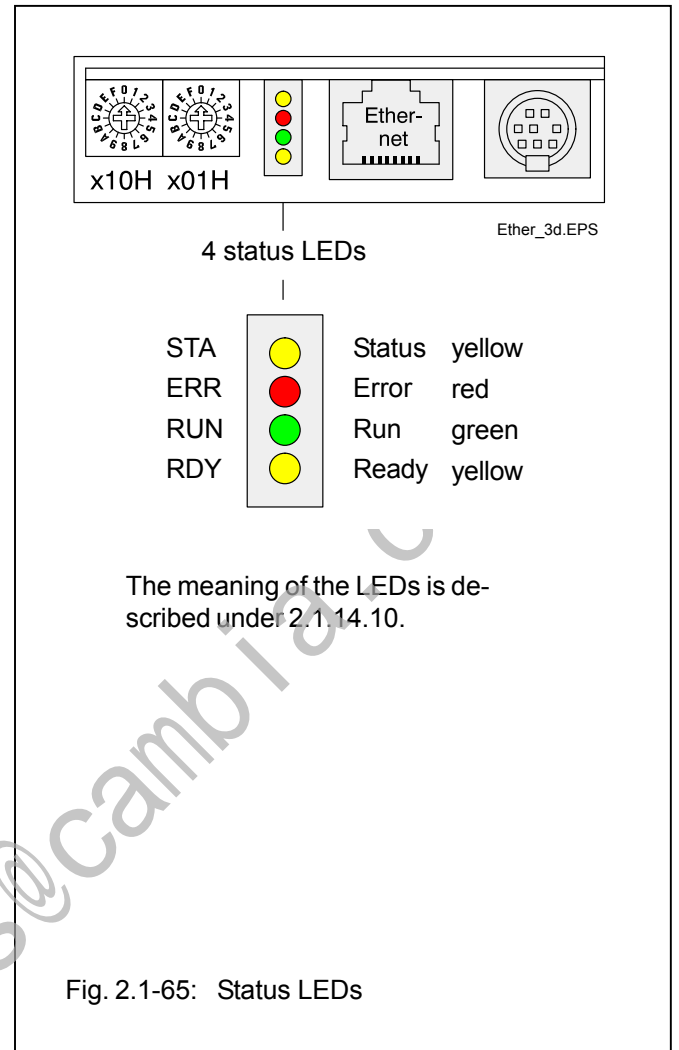 x10H x01H
Ether-
net
Ether_3d.EPS
4 status LEDs
STA Status yellow
ERR Error red
RUN Run green
RDY Ready yellow
The meaning of the LEDs is de-
scribed under 2.1.14.10.
s@cambia.c
Fig. 2.1-65: Status LEDs